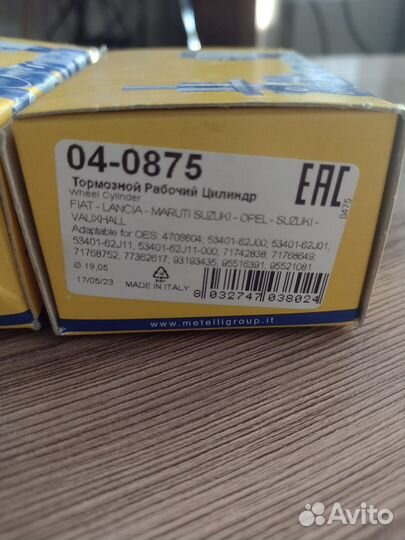 04-0875
Тормозной Рабочий Цилиндр
Wheel Cylinder
FIAT - LANCIA - MARUTI SUZUKI - OPEL - SUZUKI -
VAUXHALL
Adaptable for OES: 4708604; 53401-62J00; 53401-62J01;
53401-62J11; 53401-62J11-000; 71742838; 71768649;
71768752; 77362617; 93193435; 95516391; 95521081
Ø 19,05
17/05/23
MADE IN ITALY
8 032747 038024
EAC
0475
www.metelligroup.it
Avito